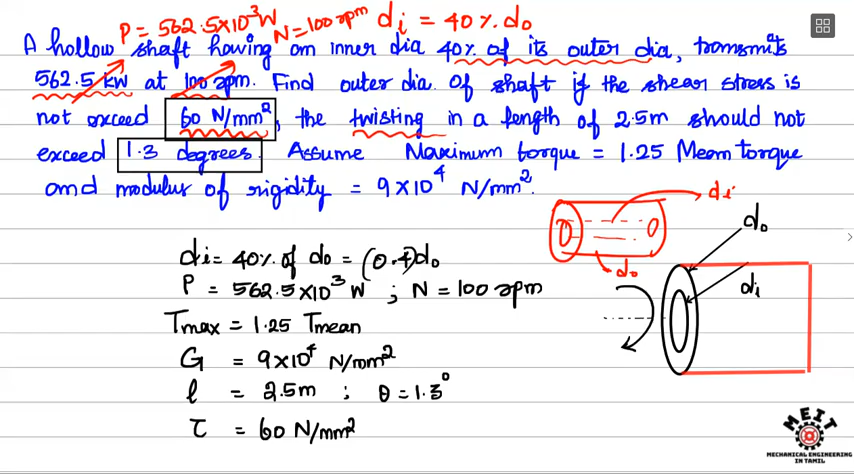 P = 562.5×10³W N=100rpm di = 40%.do
A hollow shaft having an inner dia 40% of its outer dia, transmits
562.5 kW at 100 rpm. Find outer dia. of shaft if the shear stress is
not exceed 60 N/mm², the twisting in a length of 2.5m should not
exceed 1.3 degrees. Assume Maximum torque = 1.25 Mean torque
and modulus of rigidity = 9×10⁴ N/mm².
di
do
di = 40% of do = (0.4)do
do
P = 562.5×10³ W ; N = 100 rpm
di
Tmax = 1.25 Tmean
G = 9×10⁴ N/mm²
l = 2.5m ; θ = 1.3°
τ = 60 N/mm²
MEIT
MECHANICAL ENGINEERING
IN TAMIL